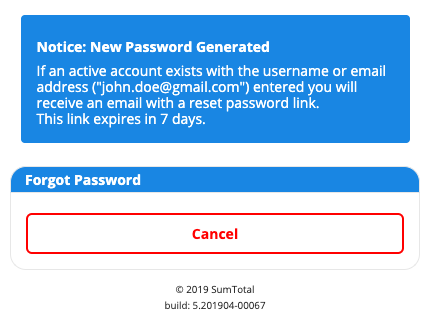 Notice: New Password Generated
If an active account exists with the username or email
address ("john.doe@gmail.com") entered you will
receive an email with a reset password link.
This link expires in 7 days.
Forgot Password
Cancel
© 2019 SumTotal
build: 5.201904-00067